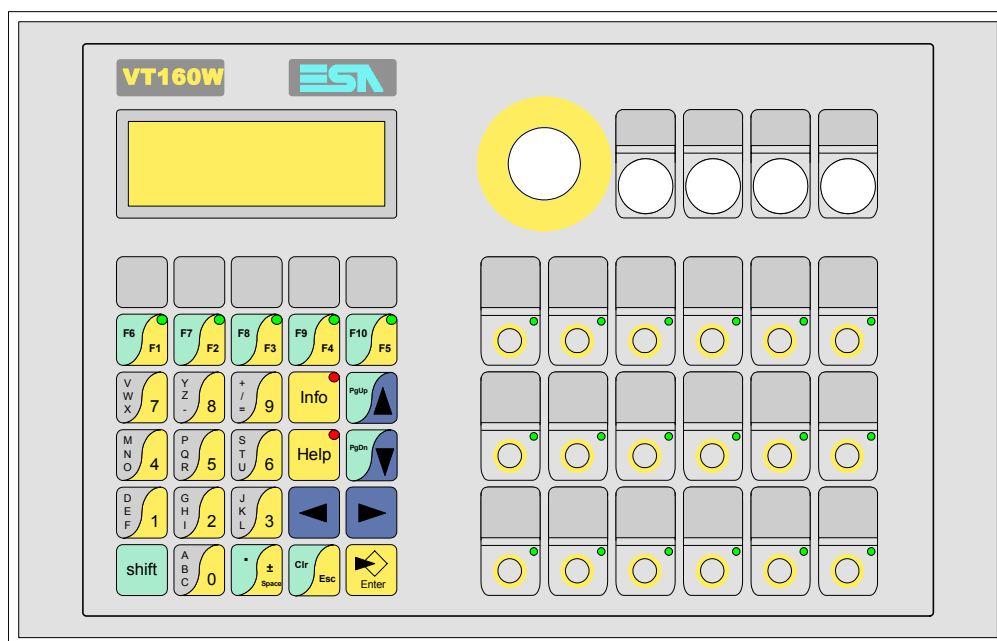 VT160W ESA
F6 F1 F7 F2 F8 F3 F9 F4 F10 F5
V W X 7 Y Z - 8 + / = 9 Info PgUp
M N O 4 P Q R 5 S T U 6 Help PgDn
D E F 1 G H I 2 J K L 3
shift A B C 0 . ± Space Clr Esc Enter